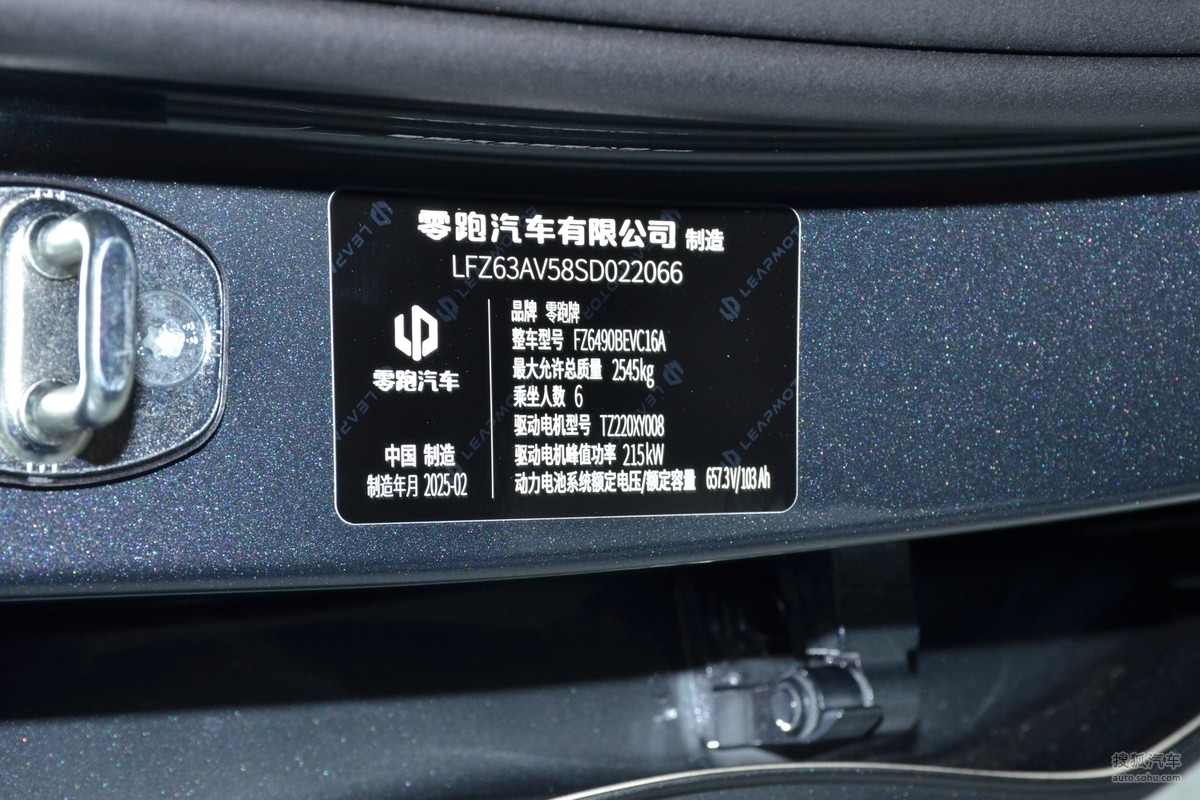 零跑汽车有限公司 制造
LFZ63AV58SD022066
零跑汽车
中国 制造
制造年月 2025-02
品牌 零跑牌
整车型号 FZ6490BEVC16A
最大允许总质量 2545kg
乘坐人数 6
驱动电机型号 TZ220XY008
驱动电机峰值功率 215kW
动力电池系统额定电压/额定容量 657.3V/103Ah
LEAPMOTOR
LEAPMOTOR
搜狐汽车
auto.sohu.com